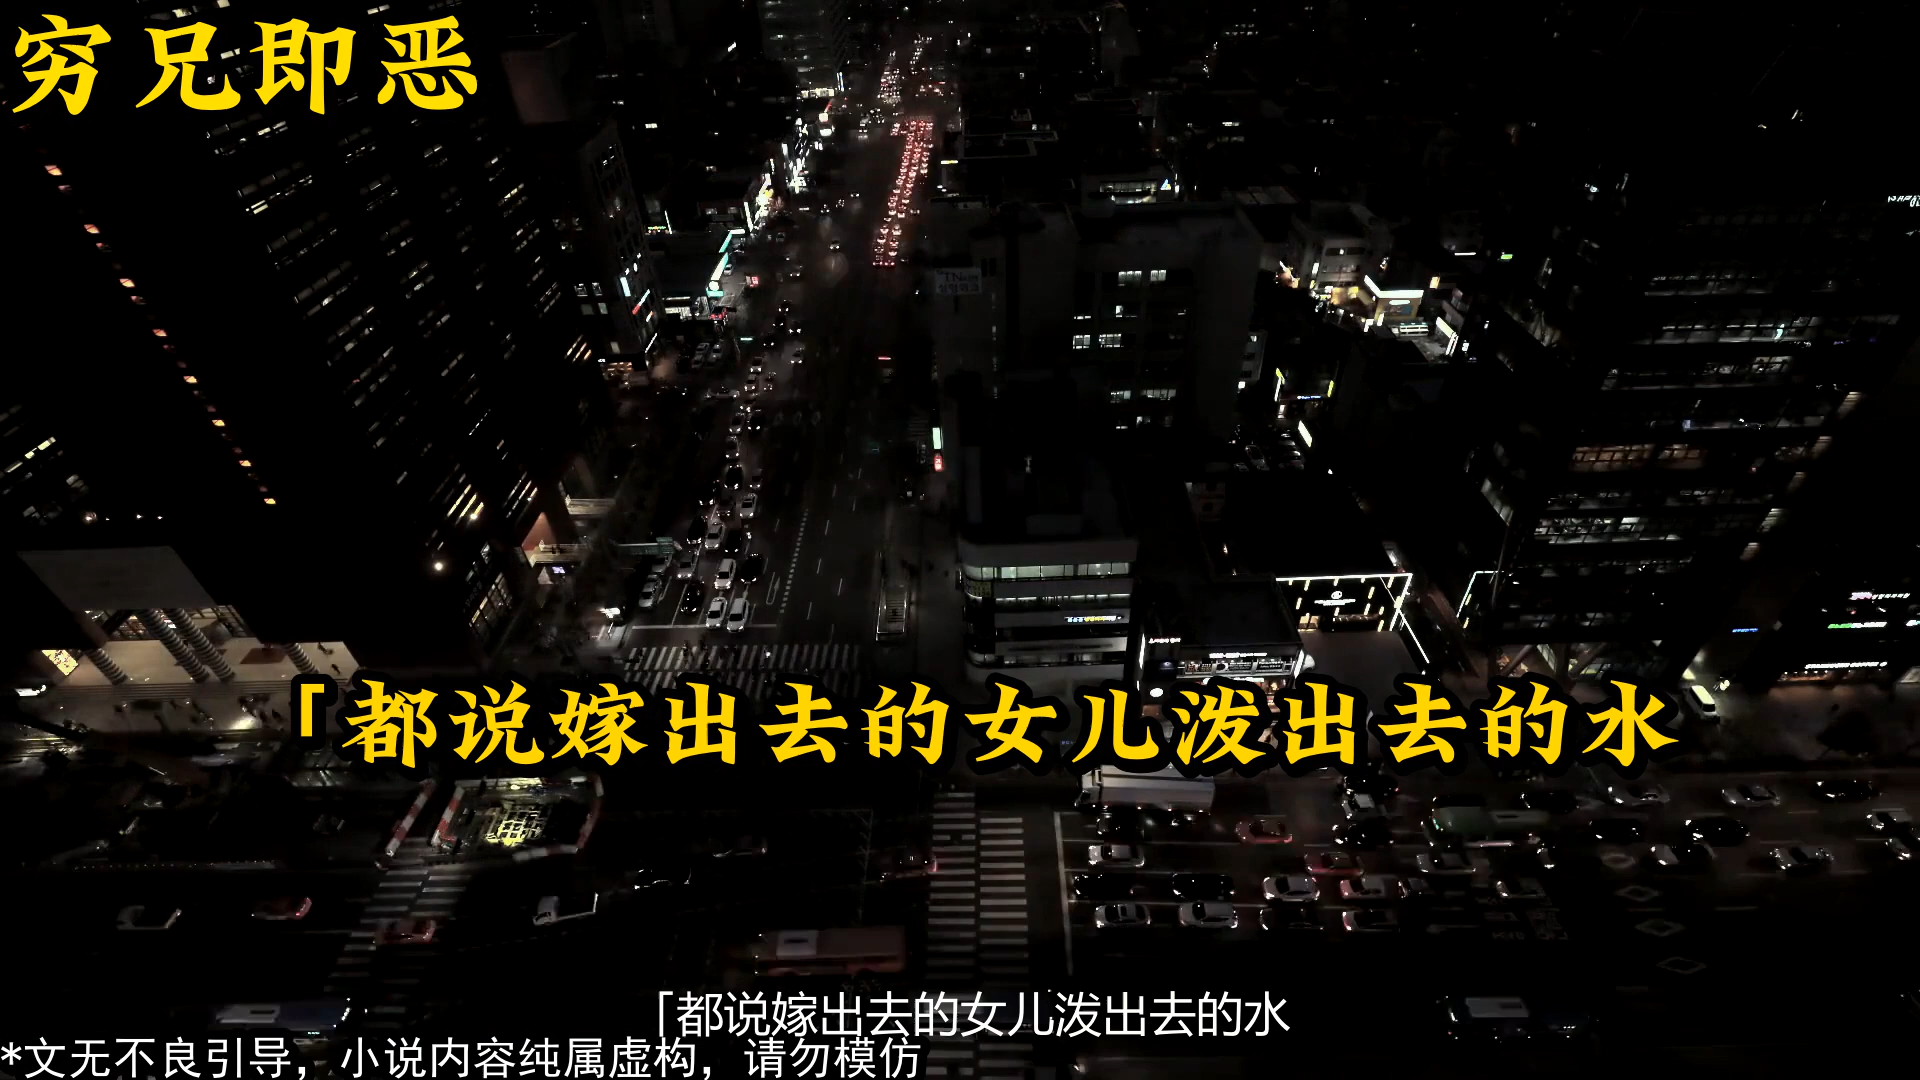 穷兄即恶
「都说嫁出去的女儿泼出去的水
「都说嫁出去的女儿泼出去的水
*文无不良引导，小说内容纯属虚构，请勿模仿